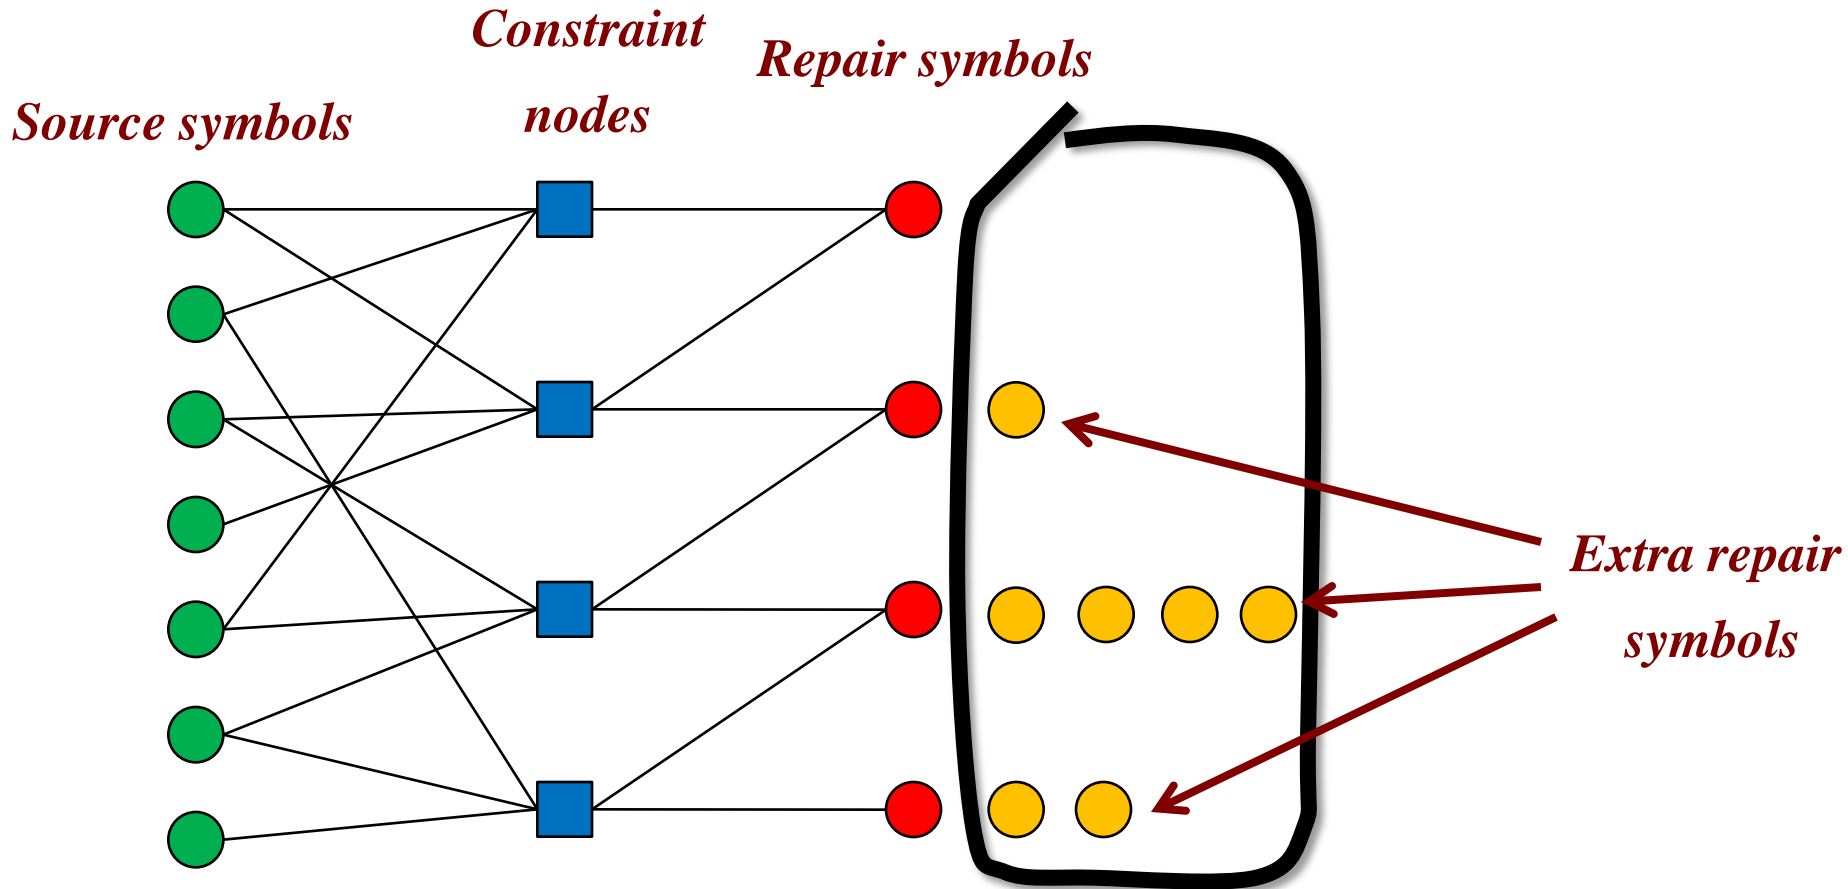 Source symbols
Constraint
nodes
Repair symbols
Extra repair
symbols